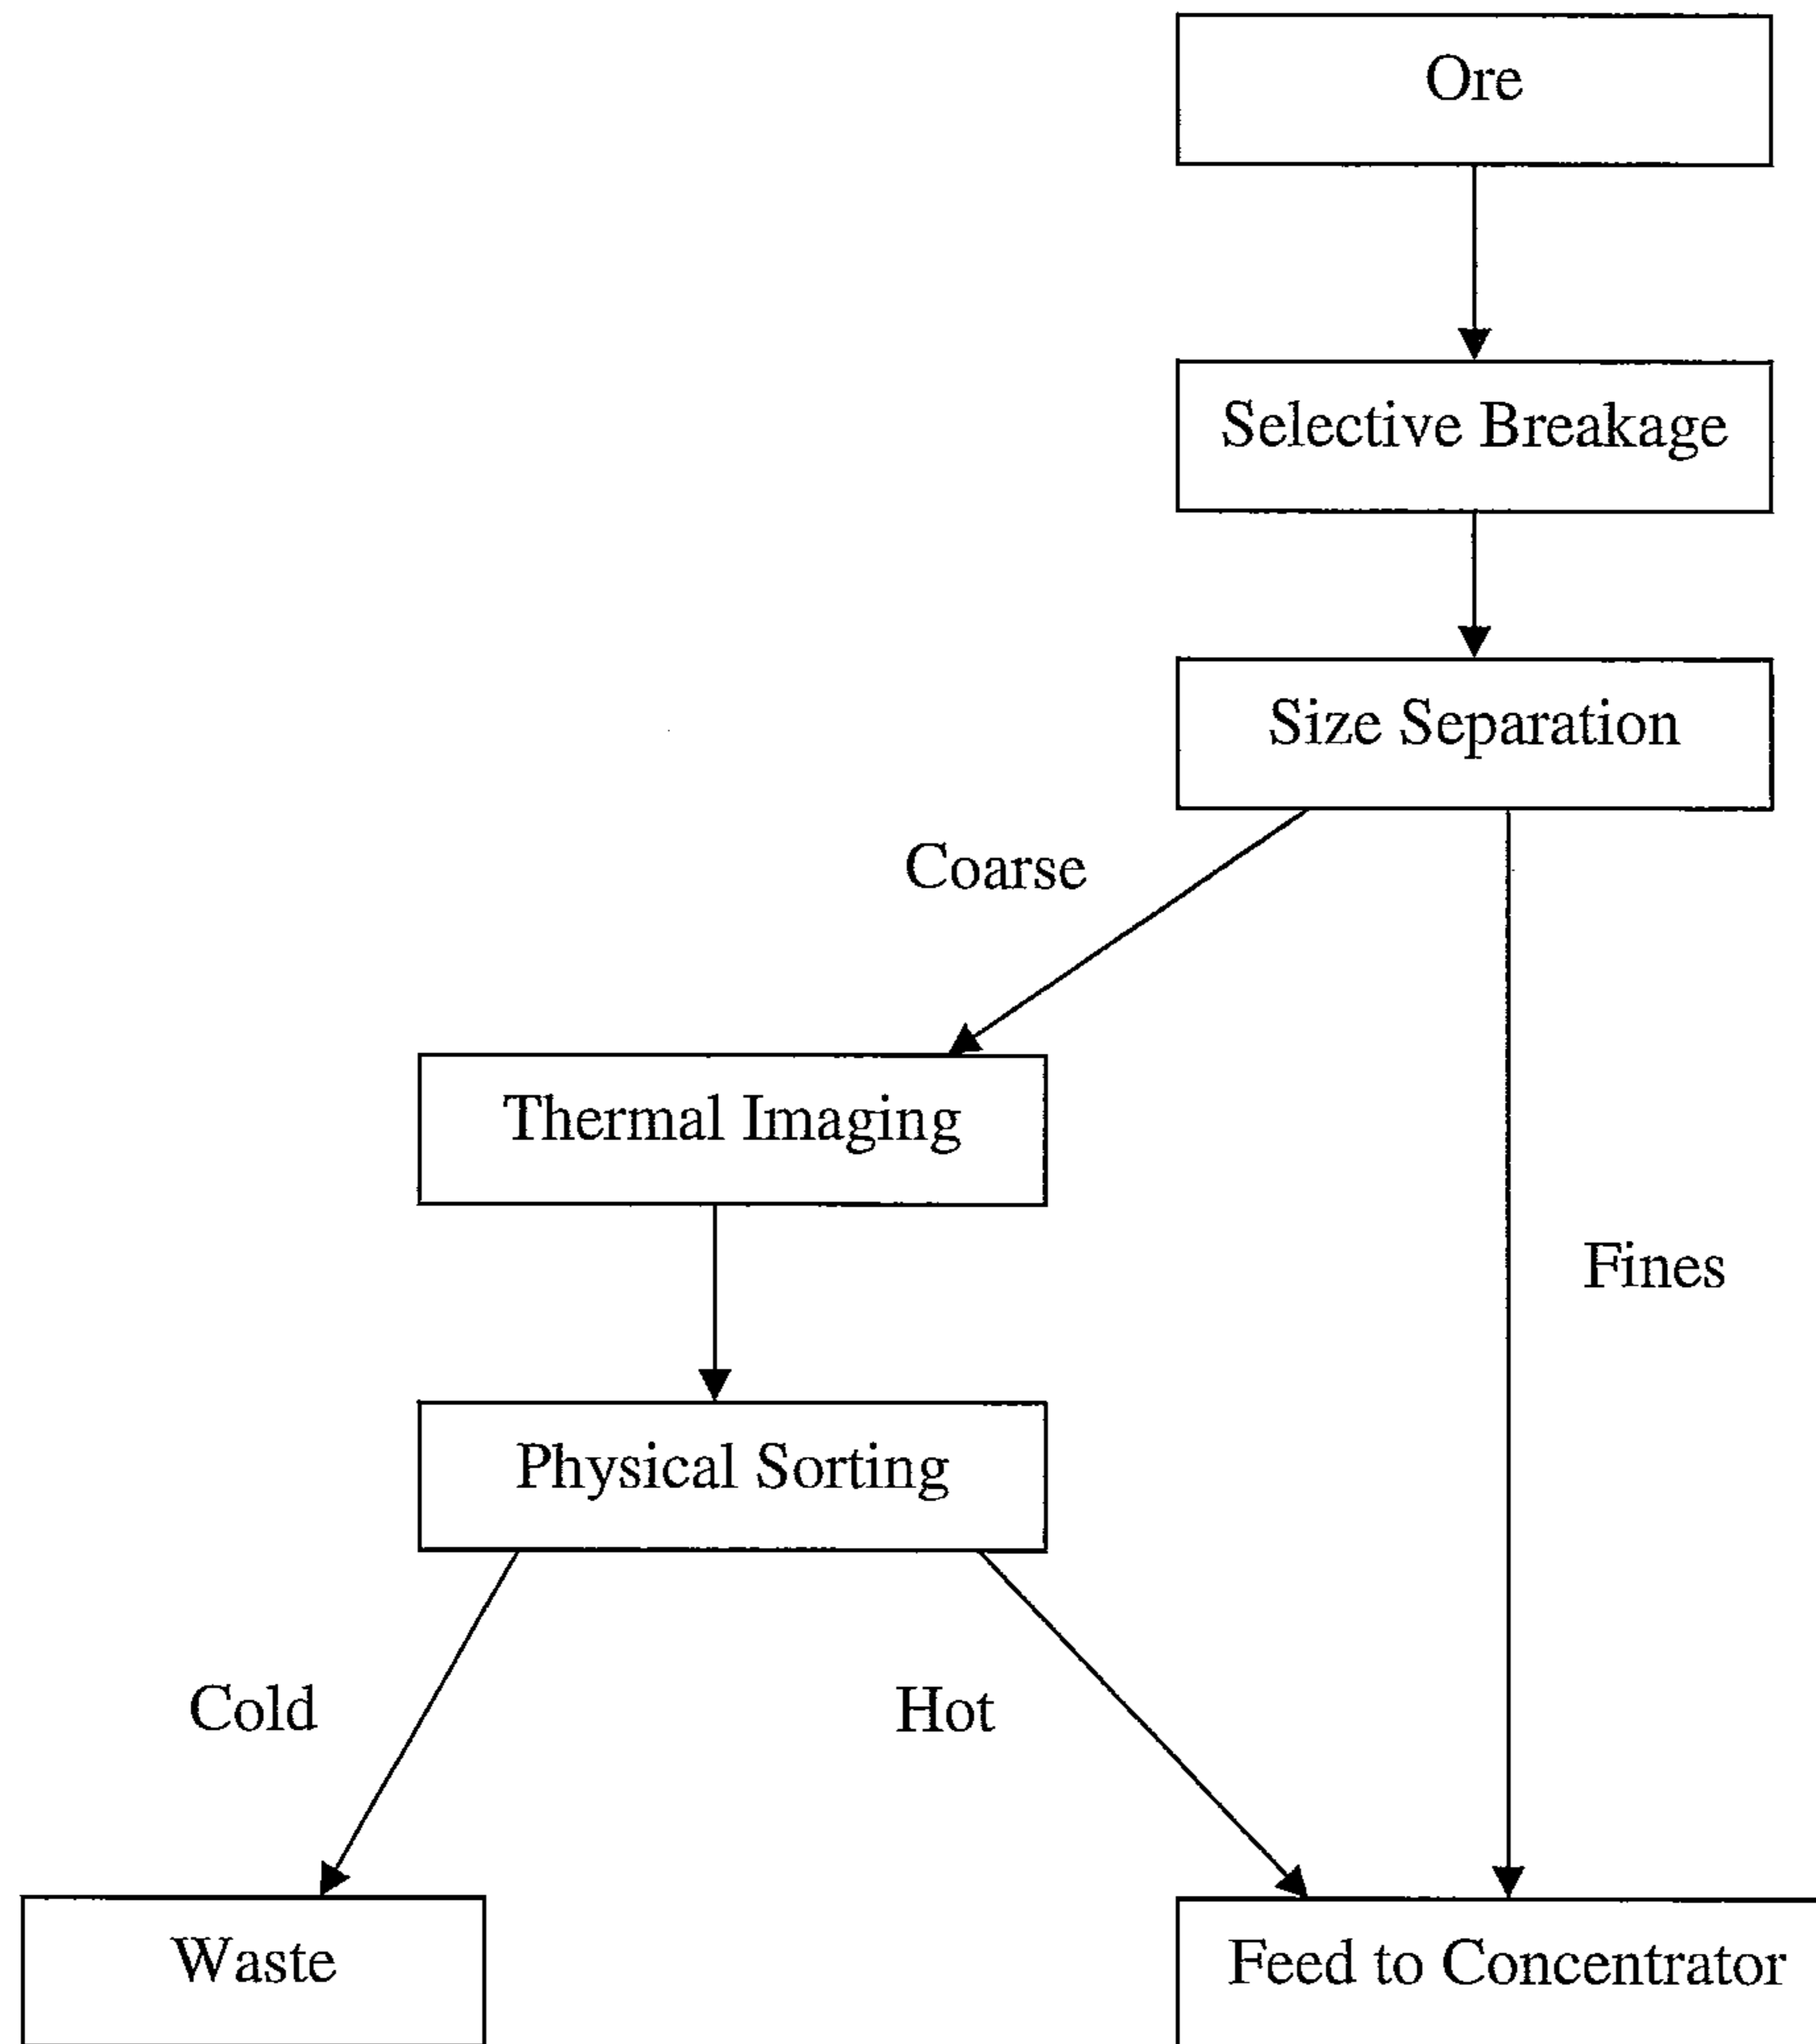 Ore
Selective Breakage
Size Separation
Coarse
Thermal Imaging
Fines
Physical Sorting
Cold
Hot
Waste
Feed to Concentrator